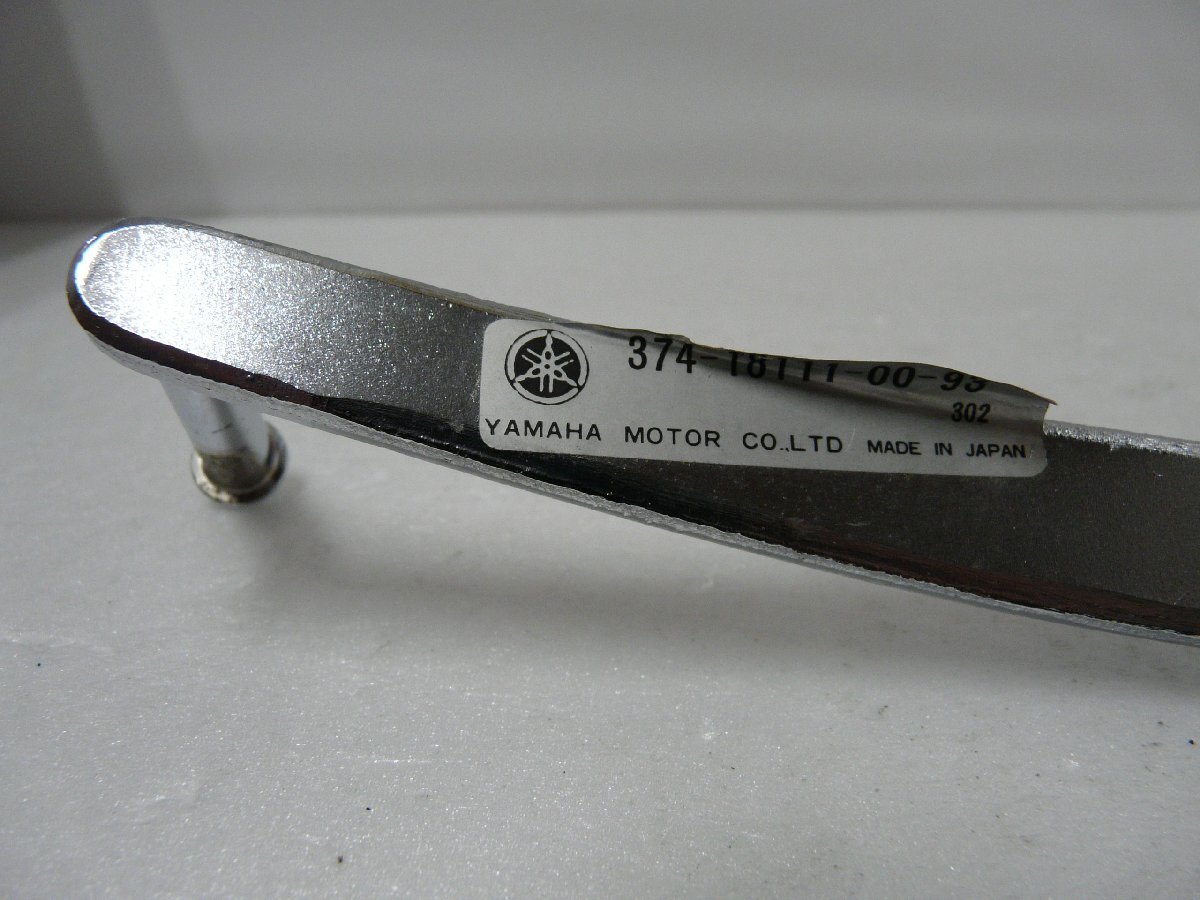 374-18111-00-93
302
YAMAHA MOTOR CO.,LTD MADE IN JAPAN